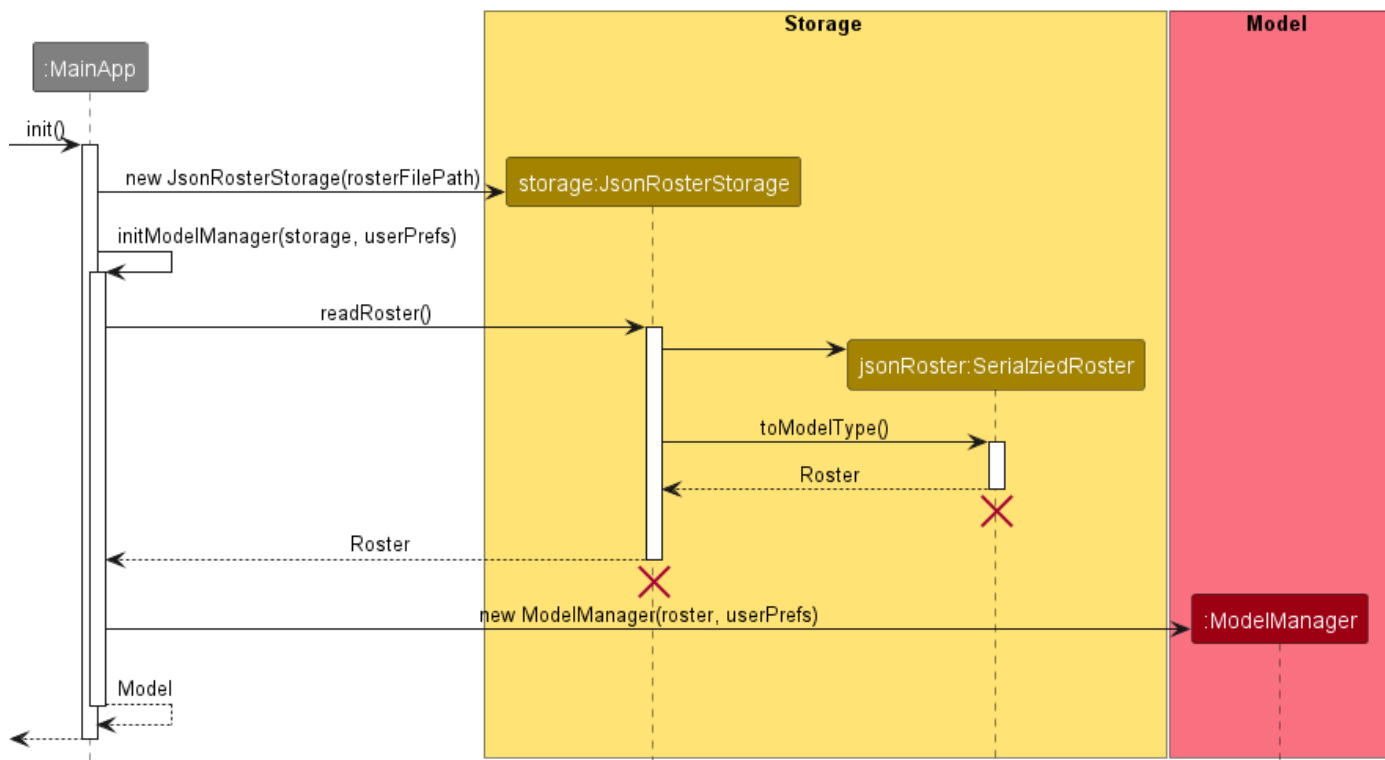 Storage
Model
:MainApp
init()
new JsonRosterStorage(rosterFilePath)
storage:JsonRosterStorage
initModelManager(storage, userPrefs)
readRoster()
jsonRoster:SerialziedRoster
toModelType()
Roster
Roster
new ModelManager(roster, userPrefs)
:ModelManager
Model